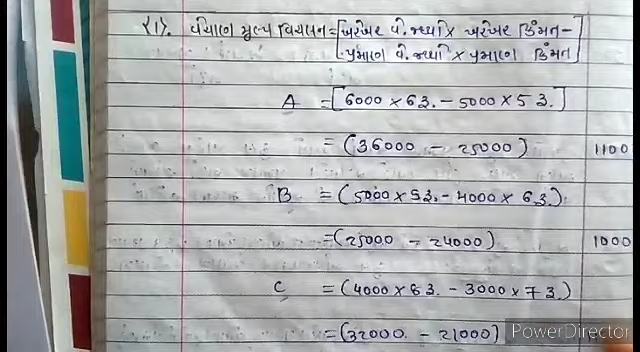 (1). વેચાણ મૂલ્ય વિચલન = [ખરેખર વે. જથ્થો × ખરેખર કિંમત -
પ્રમાણ વે. જથ્થો × પ્રમાણ કિંમત]
A = [6000 × 6રૂ. - 5000 × 5રૂ.]
= (36000 - 25000) 1100
B = (5000 × 5રૂ. - 4000 × 6રૂ.)
= (25000 - 24000) 1000
C = (4000 × 8રૂ. - 3000 × 7રૂ.)
= (32000. - 21000)
PowerDirector